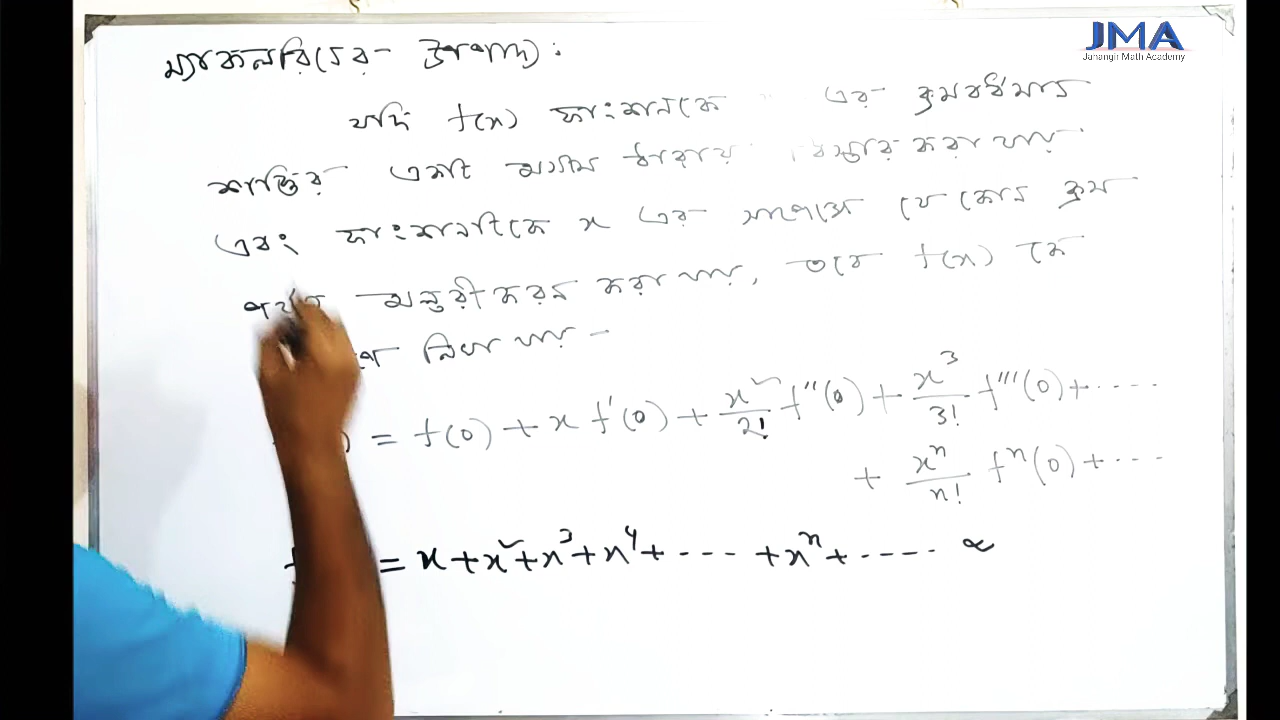 JMA
Janangir Math Academy
ম্যাকলরিনের উপপাদ্য :
যদি f(x) ফাংশনকে এর ক্রমবর্ধমান
শক্তির একটা অসীম ধারায় বিস্তার করা যায়
এবং ফাংশনটিকে x এর সাপেক্ষে যে কোন ক্রম
পর্যন্ত অন্তরীকরন করা যায়, তবে f(x) কে
লিখা যায় -
= f(0) + x f'(0) + x²/2! f''(0) + x³/3! f'''(0) + ....
+ xⁿ/n! fⁿ(0) + ....
= x + x² + x³ + x⁴ + .... + xⁿ + .... ∝